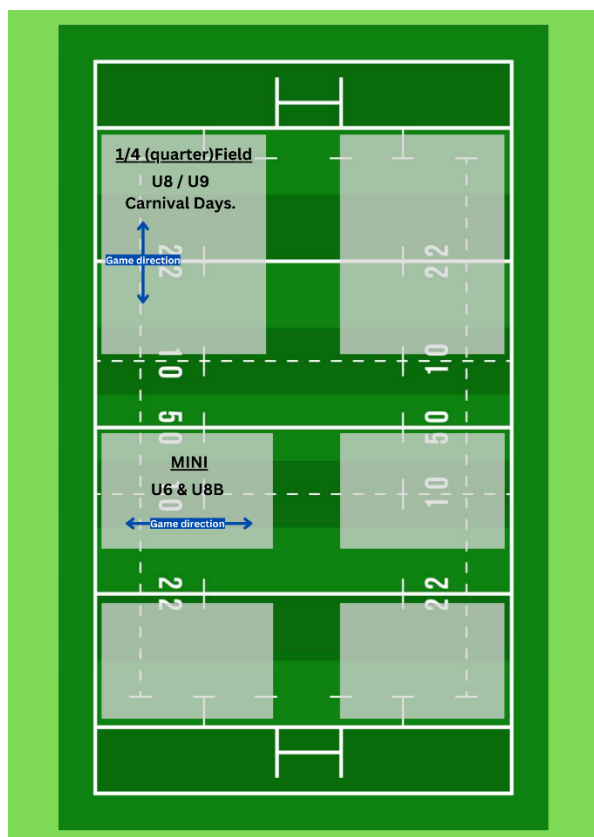 1/4 (quarter)Field
U8 / U9
Carnival Days.
22
Game direction
22
10
10
50
50
MINI
U6 & U8B
10
10
Game direction
22
22